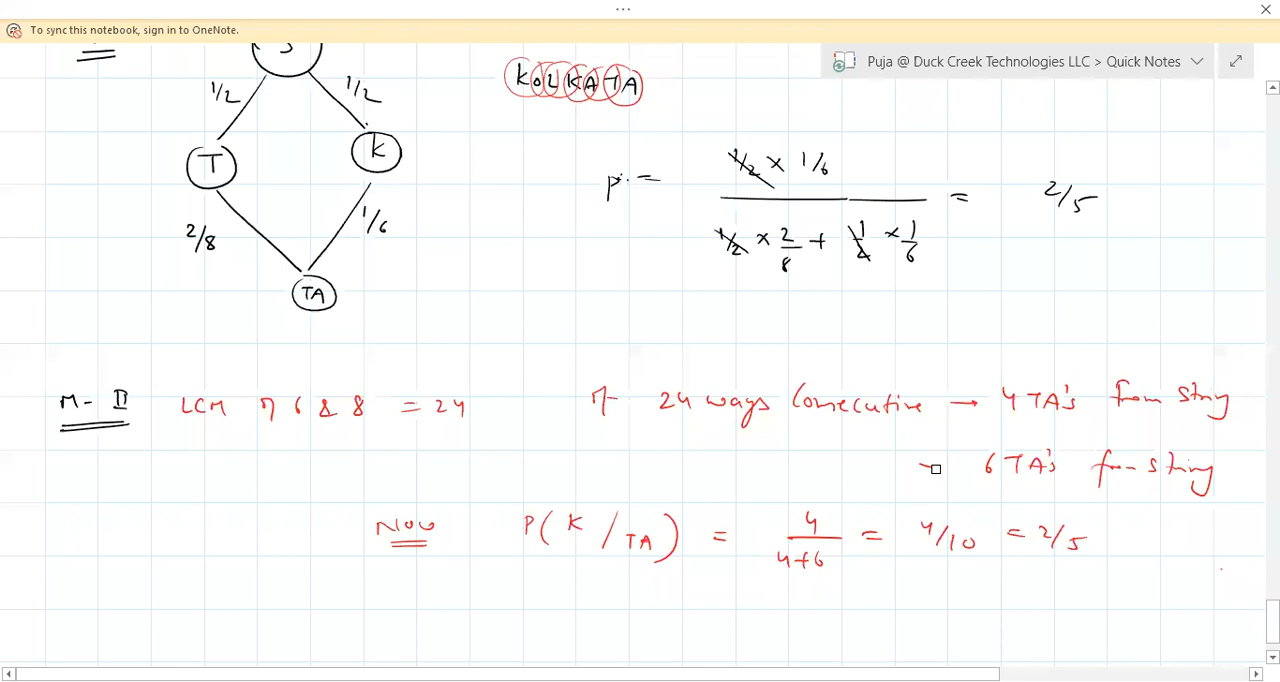 To sync this notebook, sign in to OneNote.
Puja @ Duck Creek Technologies LLC > Quick Notes
S
1/2 1/2
T K
2/8 1/6
TA
KOLKATA
P = 1/2 × 1/6
1/2 × 2/8 + 1/2 × 1/6
= 2/5
M - II LCM of 6 & 8 = 24
If 24 ways Consecutive → 4 TA's from string
→ 6 TA's from string
Now P(K/TA) = 4/4+6 = 4/10 = 2/5